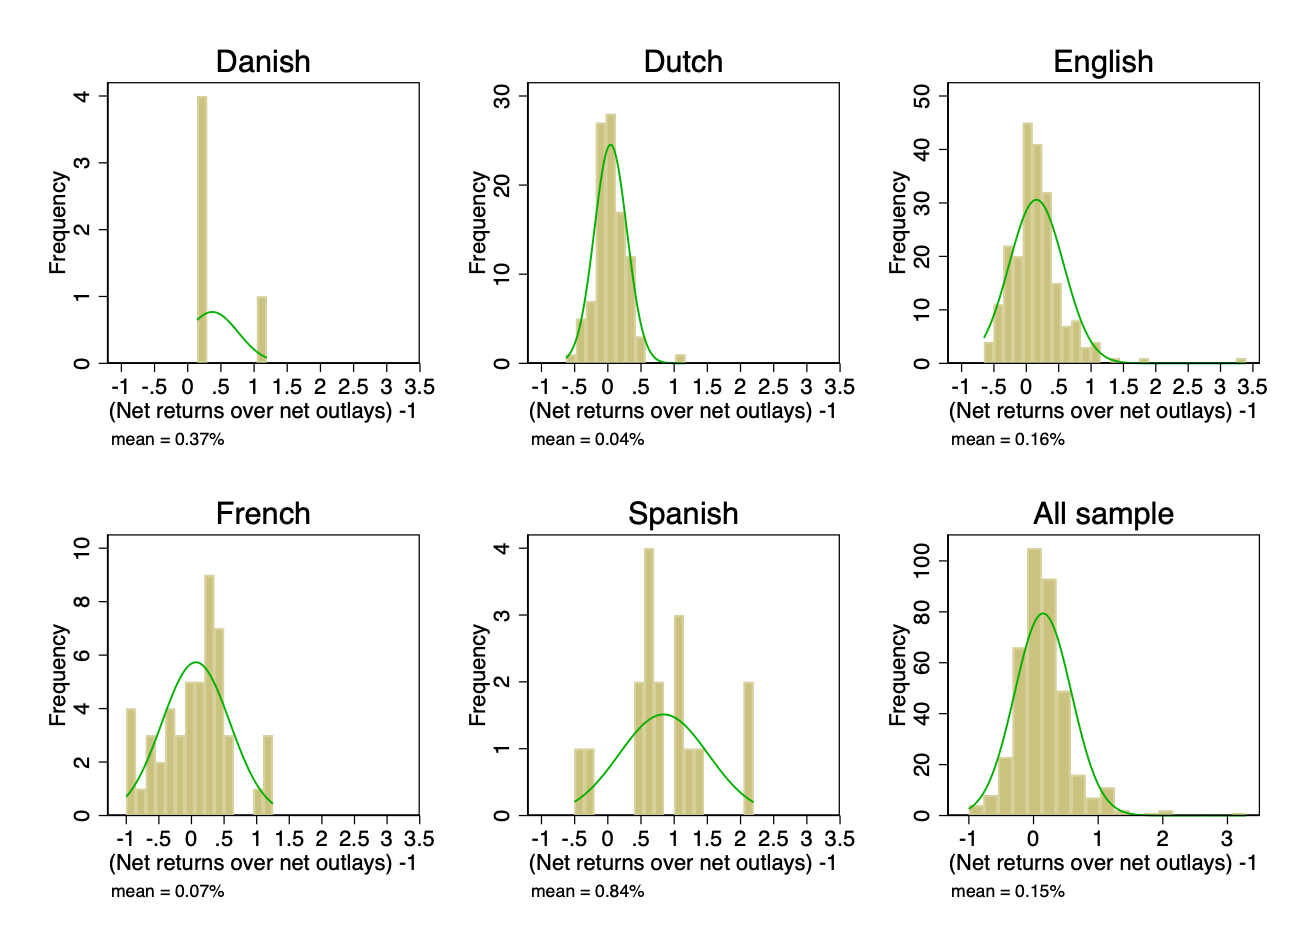 Danish
Frequency
4
3
2
1
0
-1 -.5 0 .5 1 1.5 2 2.5 3 3.5
(Net returns over net outlays) -1
mean = 0.37%
Dutch
Frequency
30
20
10
0
-1 -.5 0 .5 1 1.5 2 2.5 3 3.5
(Net returns over net outlays) -1
mean = 0.04%
English
Frequency
50
40
30
20
10
0
-1 -.5 0 .5 1 1.5 2 2.5 3 3.5
(Net returns over net outlays) -1
mean = 0.16%
French
Frequency
10
8
6
4
2
0
-1 -.5 0 .5 1 1.5 2 2.5 3 3.5
(Net returns over net outlays) -1
mean = 0.07%
Spanish
Frequency
4
3
2
1
0
-1 -.5 0 .5 1 1.5 2 2.5 3 3.5
(Net returns over net outlays) -1
mean = 0.84%
All sample
Frequency
100
80
60
40
20
0
-1 0 1 2 3
(Net returns over net outlays) -1
mean = 0.15%